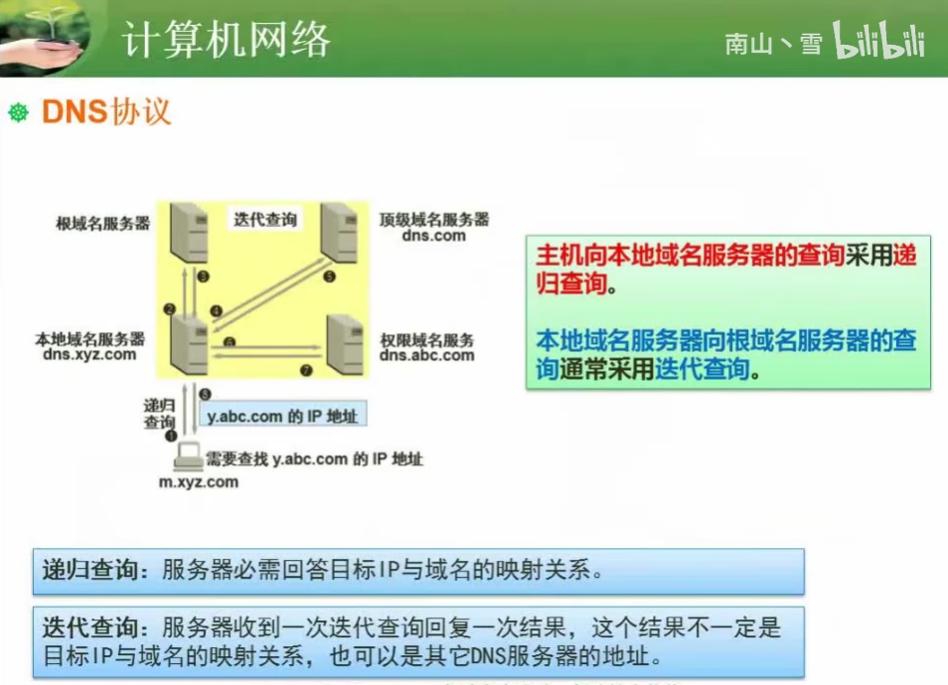 计算机网络
南山丶雪 bilibili
DNS协议
根域名服务器
迭代查询
顶级域名服务器
dns.com
❸
❺
❷
❹
本地域名服务器
dns.xyz.com
❻
权限域名服务
dns.abc.com
❼
❽
递归
查询
y.abc.com 的 IP 地址
❶
需要查找 y.abc.com 的 IP 地址
m.xyz.com
主机向本地域名服务器的查询采用递
归查询。
本地域名服务器向根域名服务器的查
询通常采用迭代查询。
递归查询：服务器必需回答目标IP与域名的映射关系。
迭代查询：服务器收到一次迭代查询回复一次结果，这个结果不一定是
目标IP与域名的映射关系，也可以是其它DNS服务器的地址。